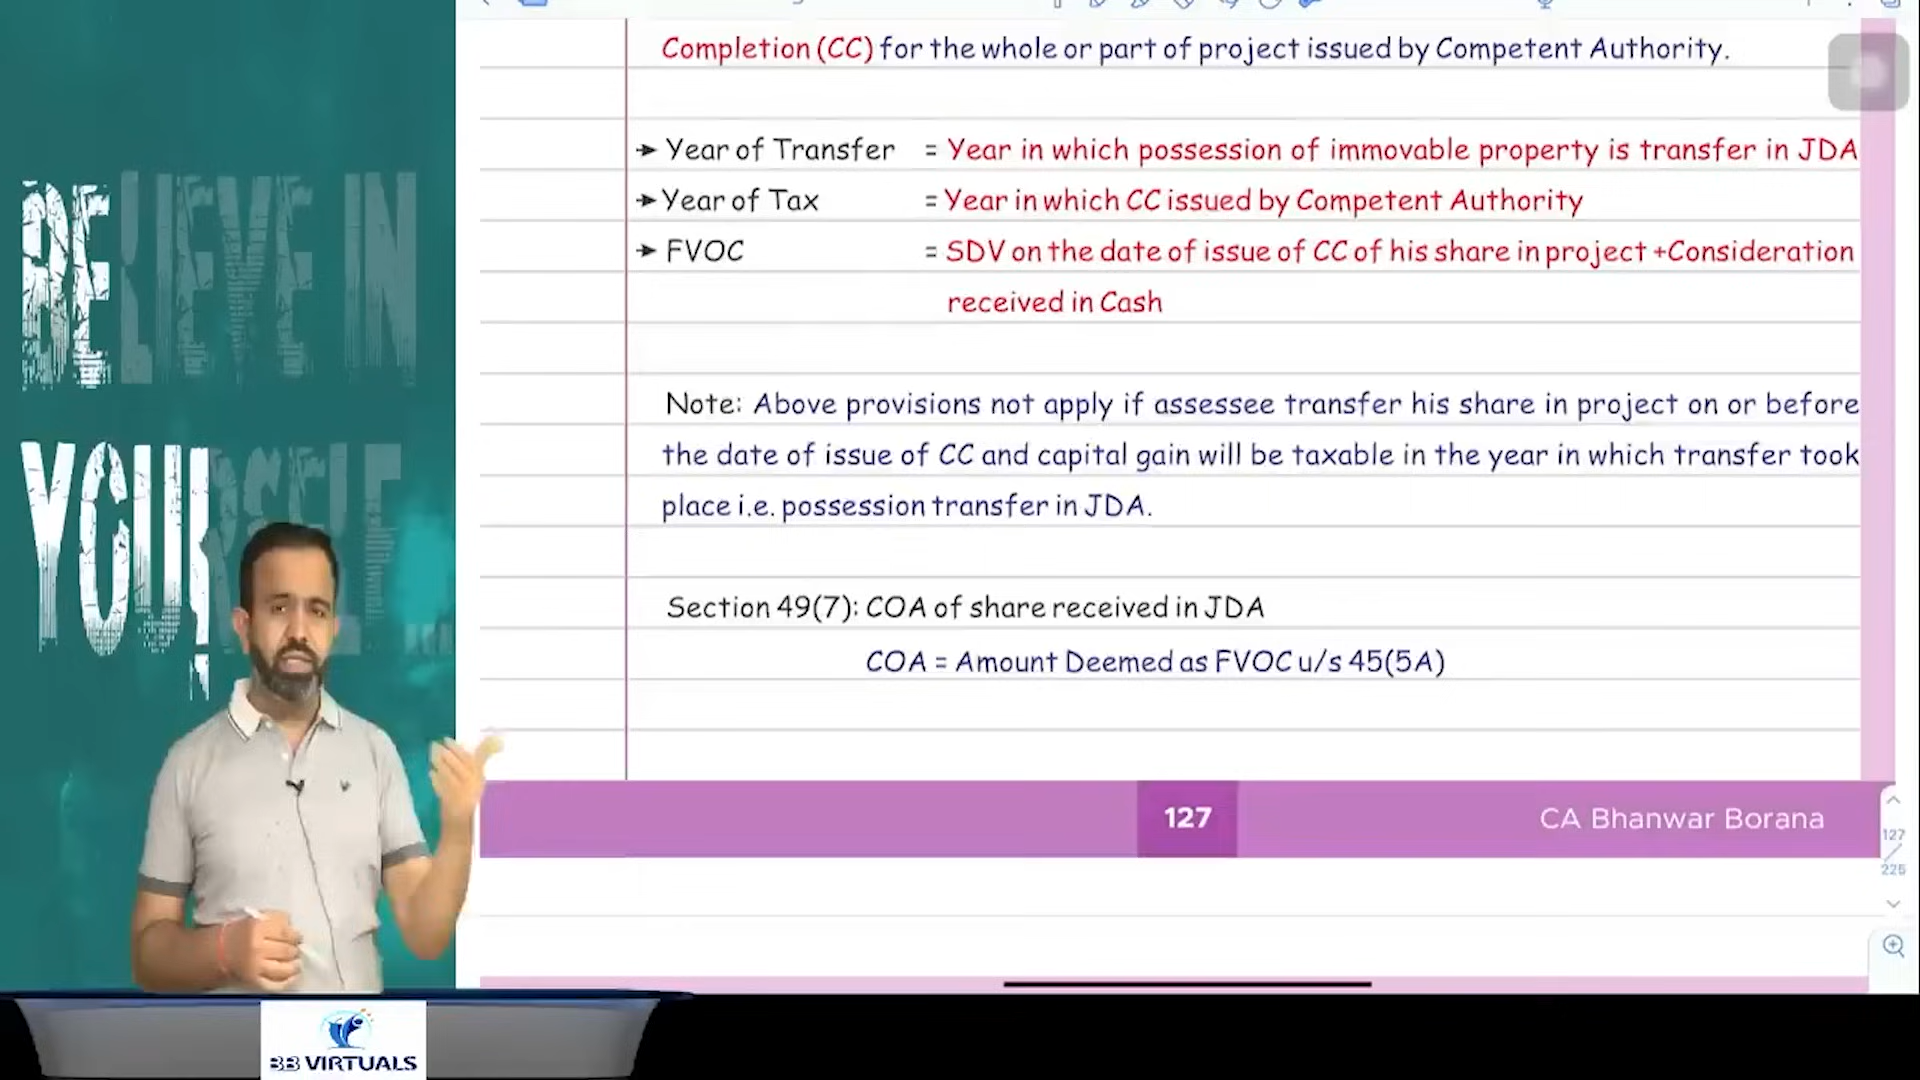 BELIEVE IN
YOURSELF
Completion (CC) for the whole or part of project issued by Competent Authority.
→ Year of Transfer = Year in which possession of immovable property is transfer in JDA
→ Year of Tax = Year in which CC issued by Competent Authority
→ FVOC = SDV on the date of issue of CC of his share in project +Consideration
received in Cash
Note: Above provisions not apply if assessee transfer his share in project on or before
the date of issue of CC and capital gain will be taxable in the year in which transfer took
place i.e. possession transfer in JDA.
Section 49(7): COA of share received in JDA
COA = Amount Deemed as FVOC u/s 45(5A)
127
CA Bhanwar Borana
127
225
BB VIRTUALS